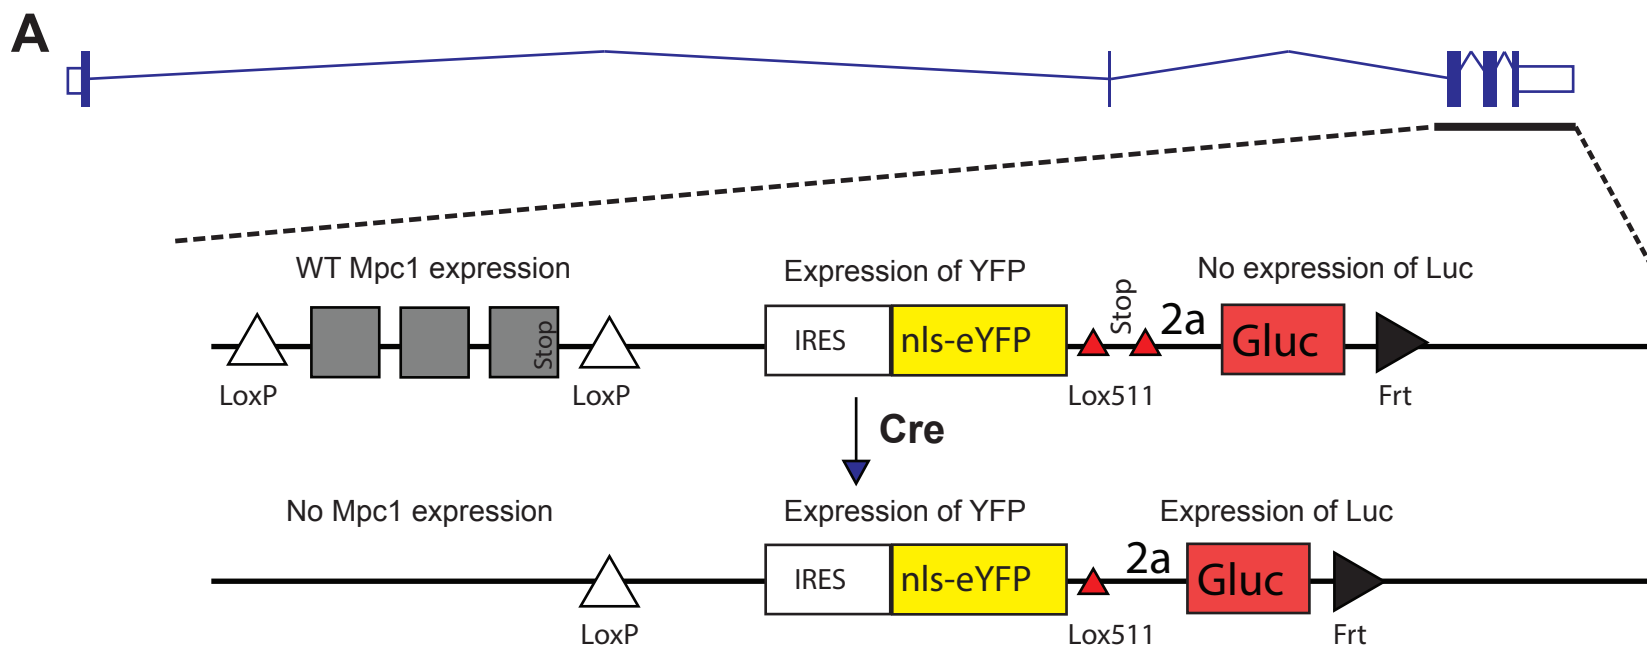 A
WT Mpc1 expression
Expression of YFP
No expression of Luc
Stop
IRES
nls-eYFP
Stop
2a
Gluc
LoxP
LoxP
Lox511
Frt
Cre
No Mpc1 expression
Expression of YFP
Expression of Luc
IRES
nls-eYFP
2a
Gluc
LoxP
Lox511
Frt